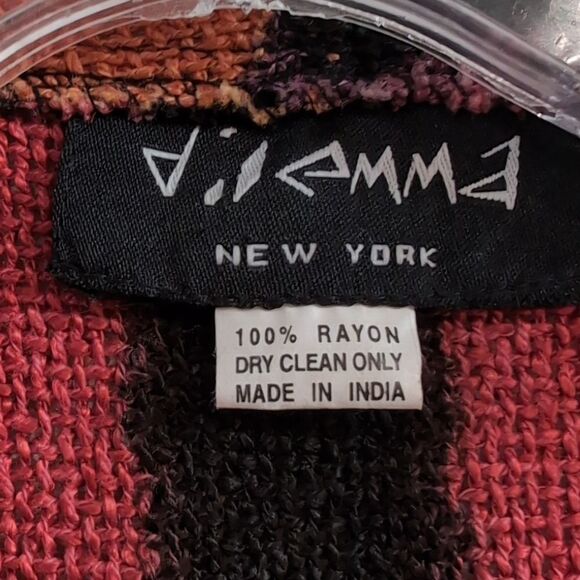 dilemma
NEW YORK
100% RAYON
DRY CLEAN ONLY
MADE IN INDIA